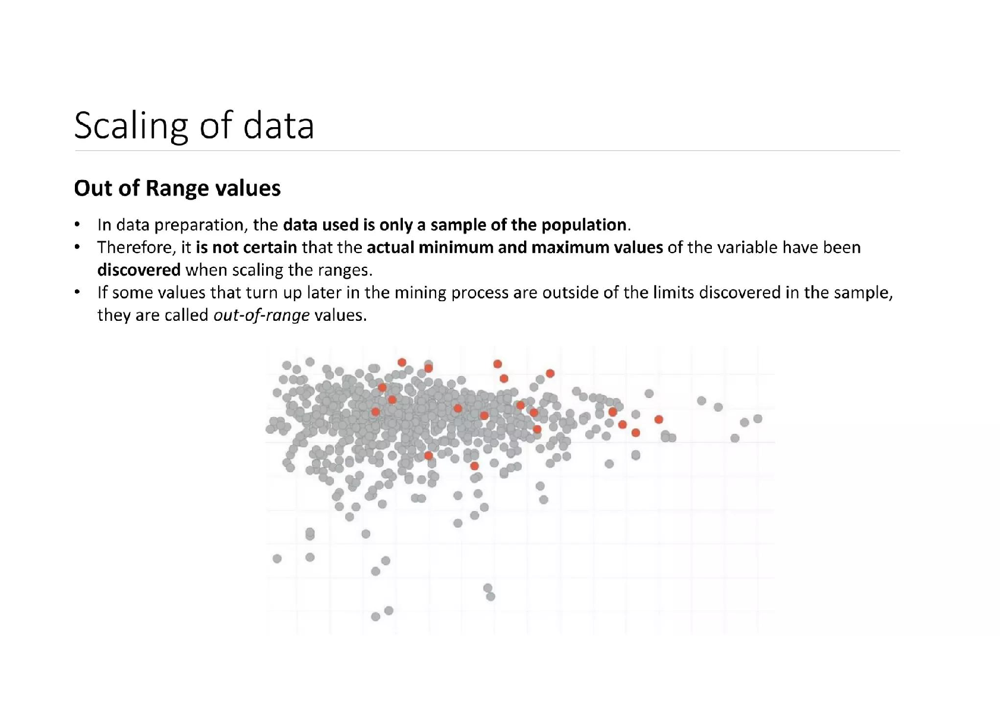 Scaling of data
Out of Range values
• In data preparation, the data used is only a sample of the population.
• Therefore, it is not certain that the actual minimum and maximum values of the variable have been
discovered when scaling the ranges.
• If some values that turn up later in the mining process are outside of the limits discovered in the sample,
they are called out-of-range values.